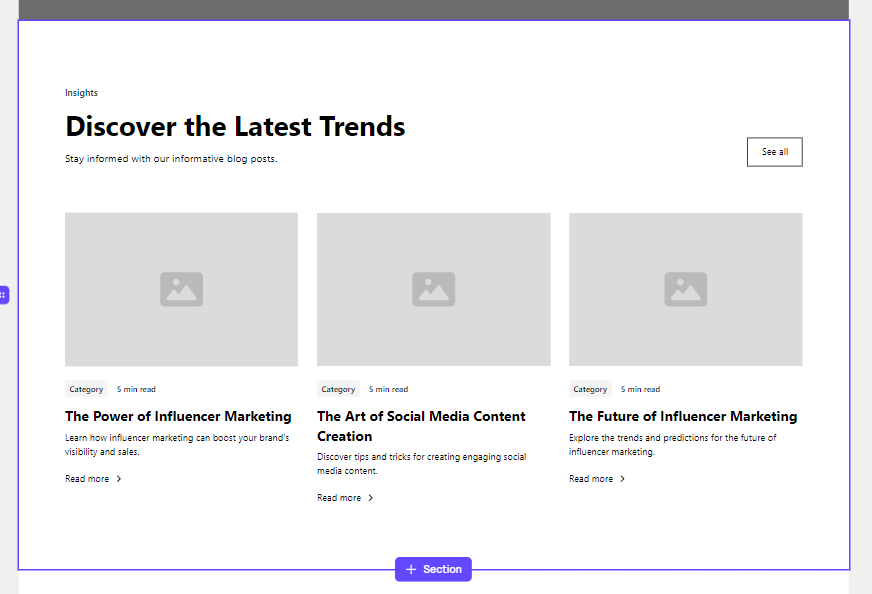 Insights
Discover the Latest Trends
Stay informed with our informative blog posts.
See all
Category 5 min read
The Power of Influencer Marketing
Learn how influencer marketing can boost your brand's
visibility and sales.
Read more
Category 5 min read
The Art of Social Media Content
Creation
Discover tips and tricks for creating engaging social
media content.
Read more
Category 5 min read
The Future of Influencer Marketing
Explore the trends and predictions for the future of
influencer marketing.
Read more
Section